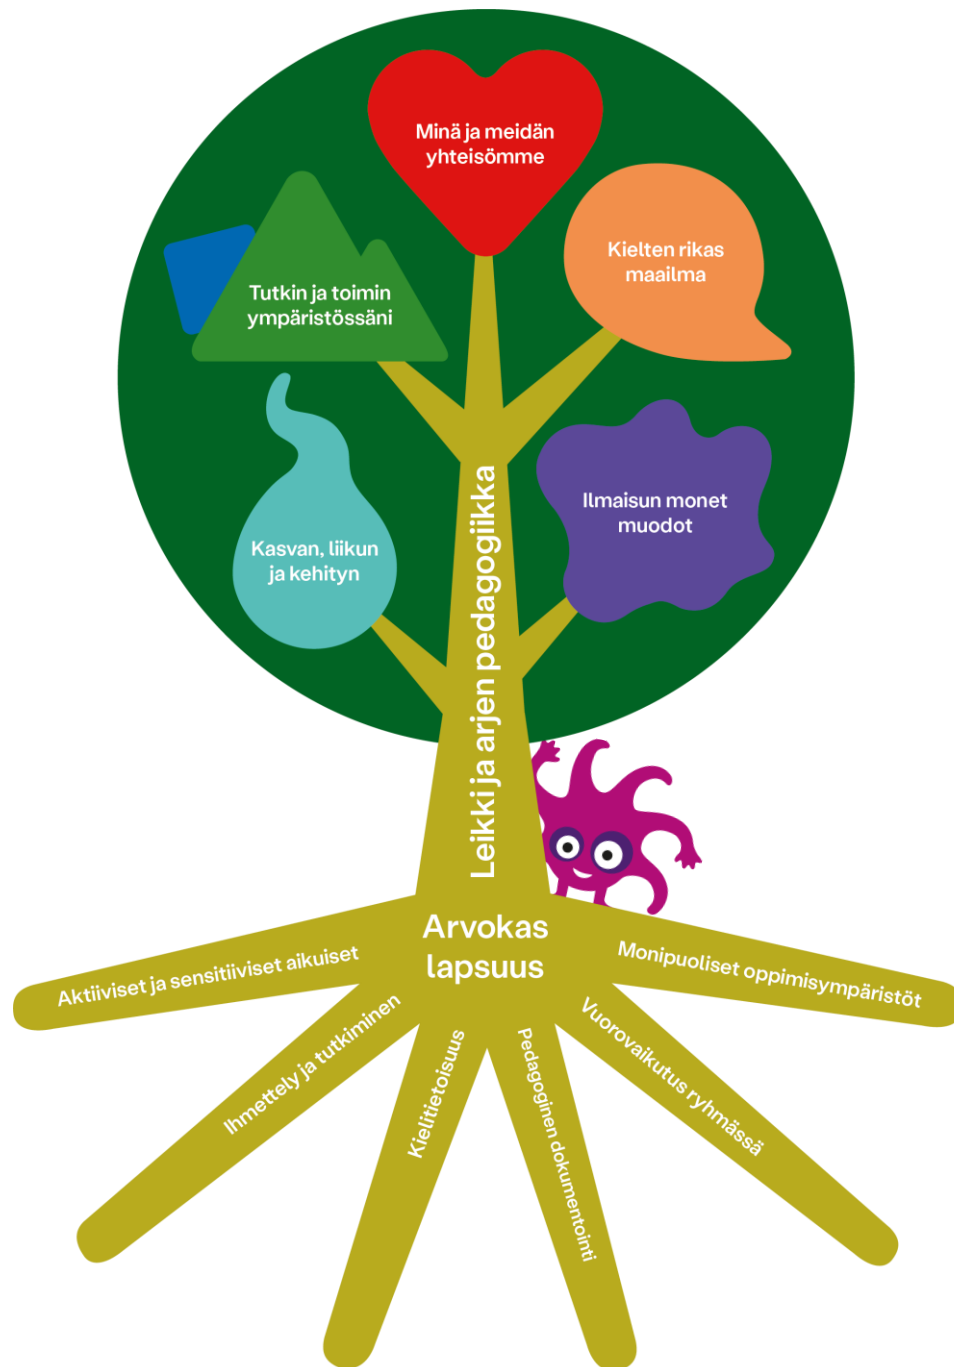 Minä ja meidän
yhteisömme
Kielten rikas
maailma
Tutkin ja toimin
ympäristössäni
Ilmaisun monet
muodot
Kasvan, liikun
ja kehityn
Leikki ja arjen pedagogiikka
Arvokas
lapsuus
Aktiiviset ja sensitiiviset aikuiset
Ihmettely ja tutkiminen
Kielitietoisuus
Pedagoginen dokumentointi
Vuorovaikutus ryhmässä
Monipuoliset oppimisympäristöt